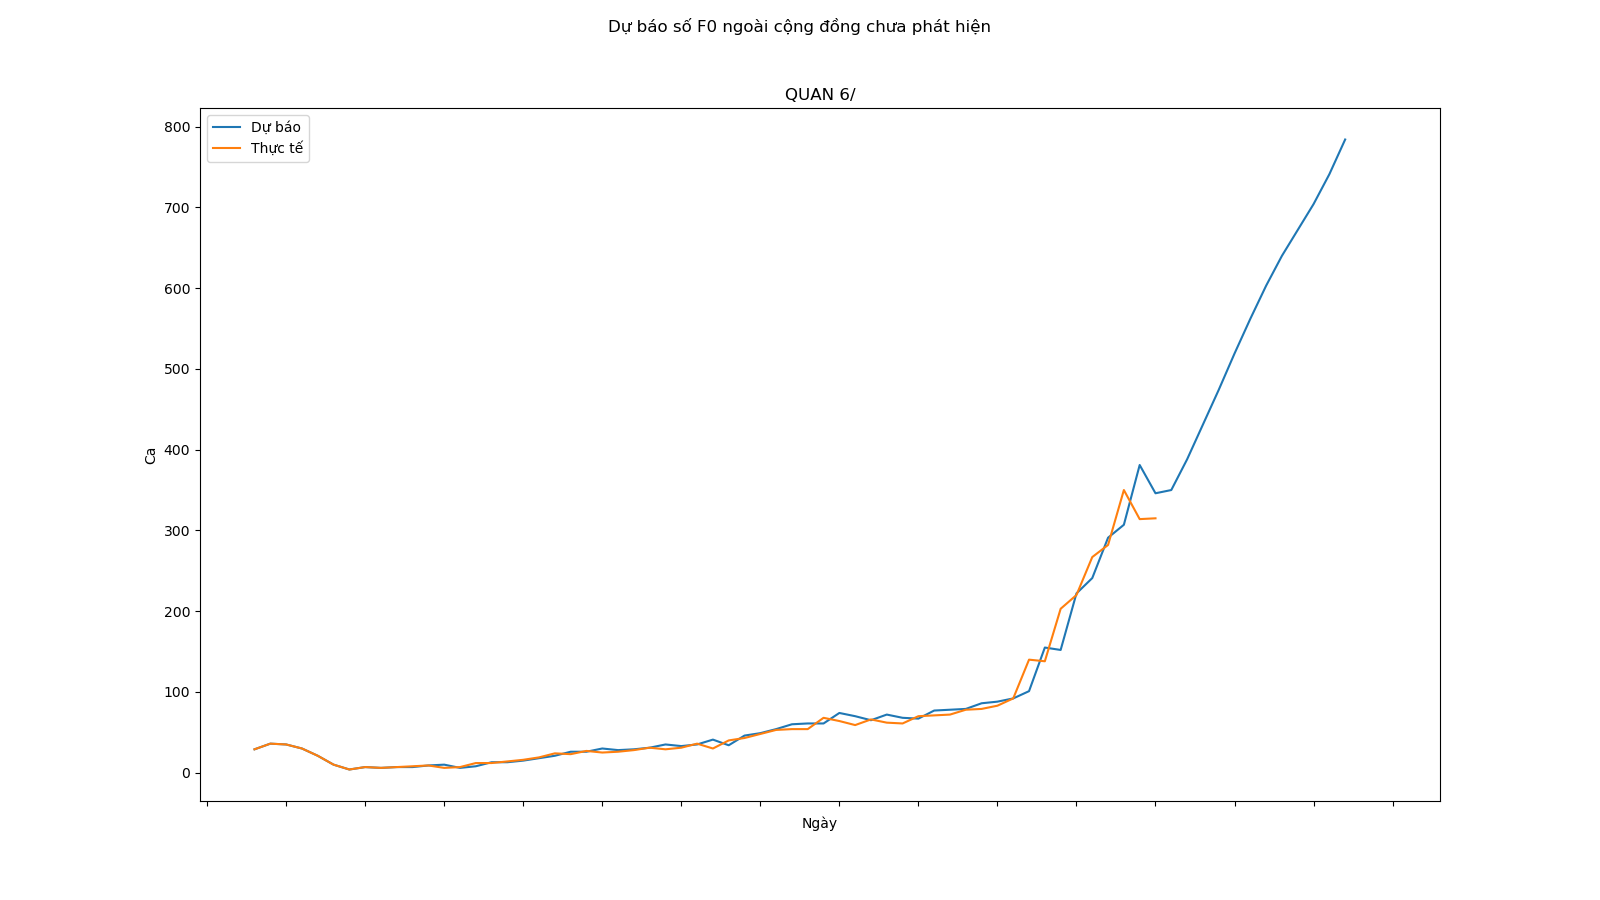 Dự báo số F0 ngoài cộng đồng chưa phát hiện
QUAN 6/
Dự báo
Thực tế
800
700
600
500
400
300
200
100
0
Ca
Ngày